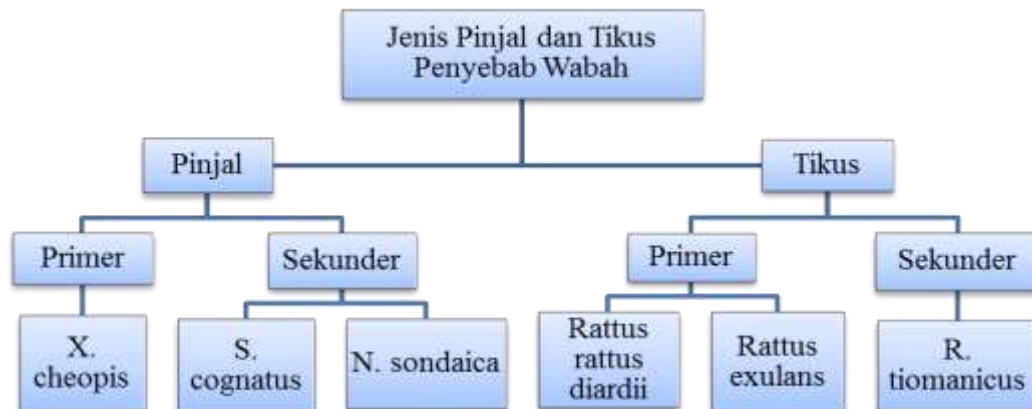 Jenis Pinjal dan Tikus
Penyebab Wabah
Pinjal
Tikus
Primer
Sekunder
Primer
Sekunder
X.
cheopis
S.
cognatus
N. sondaica
Rattus
rattus
diardii
Rattus
exulans
R.
tiomanicus